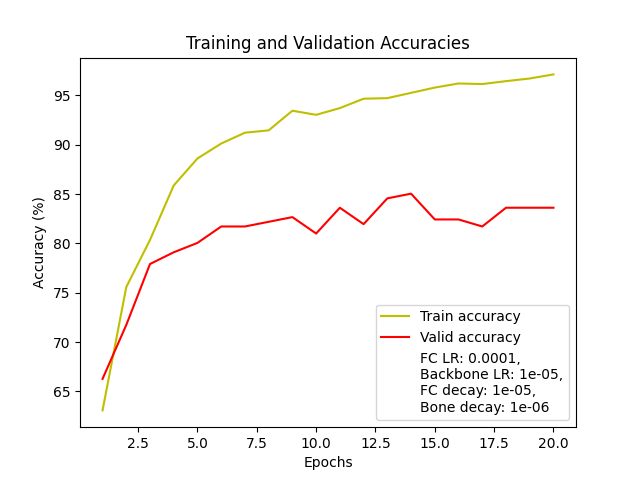 Training and Validation Accuracies
Accuracy (%)
95
90
85
80
75
70
65
Train accuracy
Valid accuracy
FC LR: 0.0001,
Backbone LR: 1e-05,
FC decay: 1e-05,
Bone decay: 1e-06
2.5 5.0 7.5 10.0 12.5 15.0 17.5 20.0
Epochs